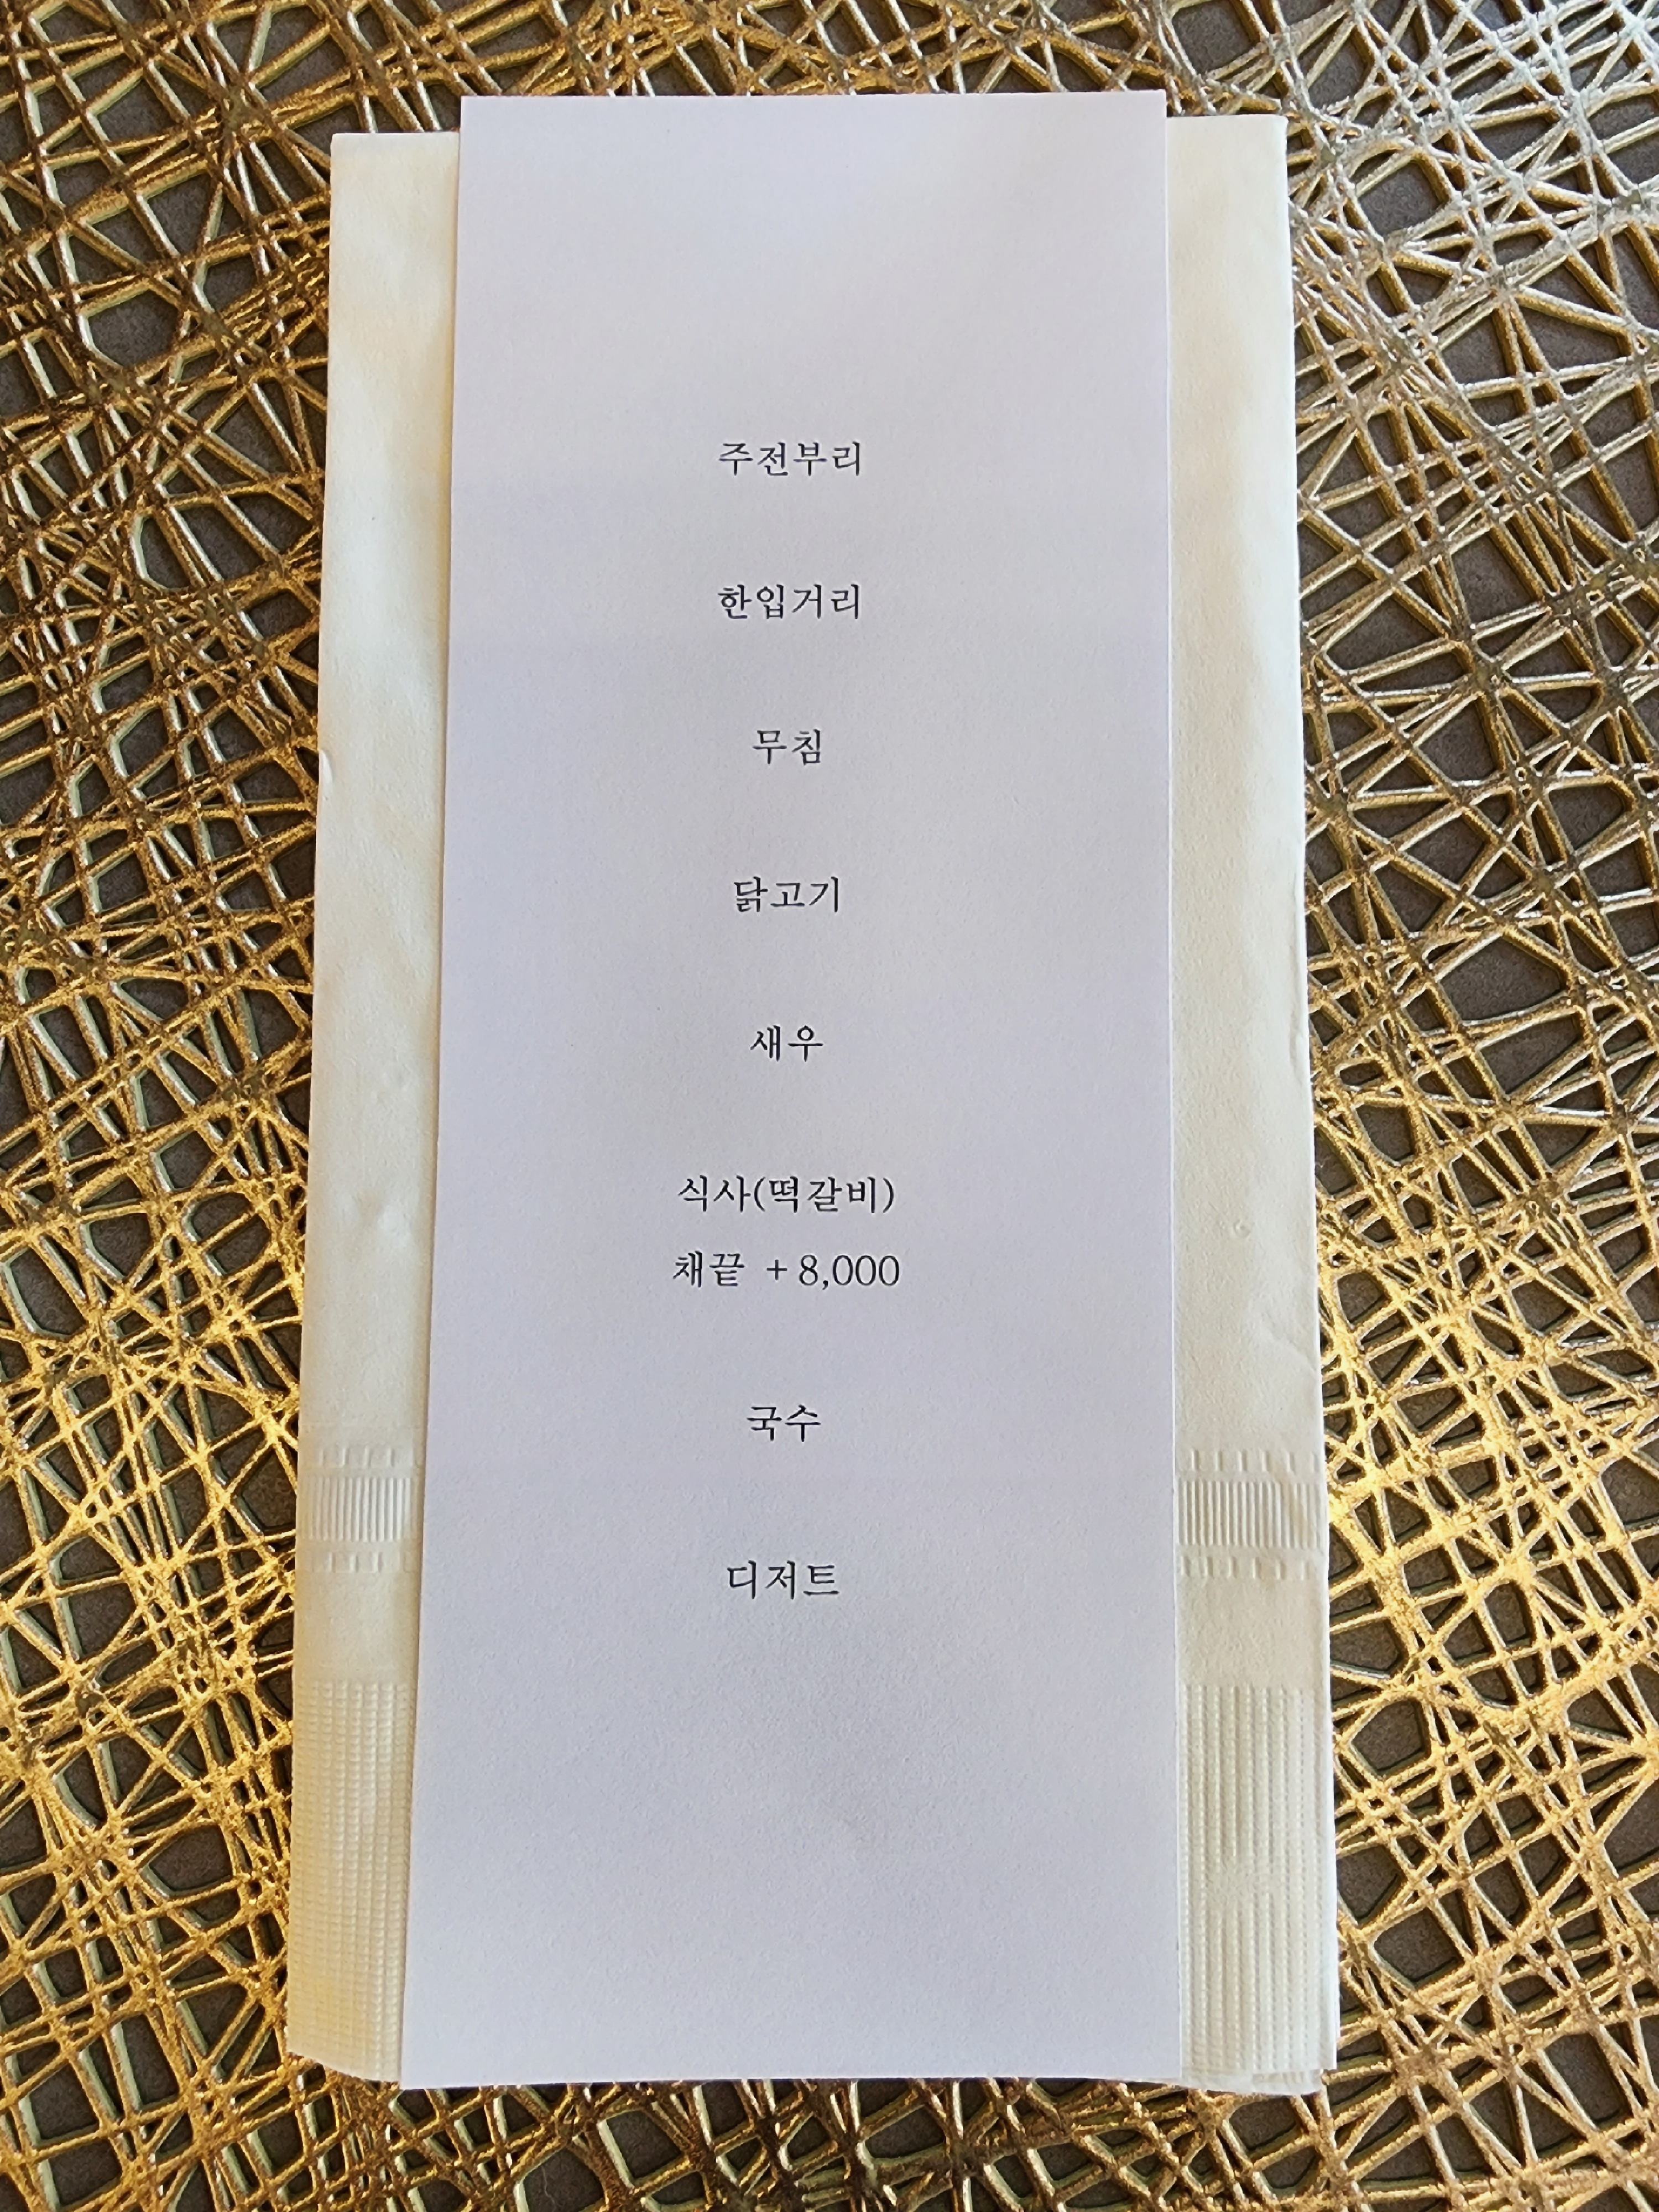 주전부리
한입거리
무침
닭고기
새우
식사(떡갈비)
채끝 +8,000
국수
디저트